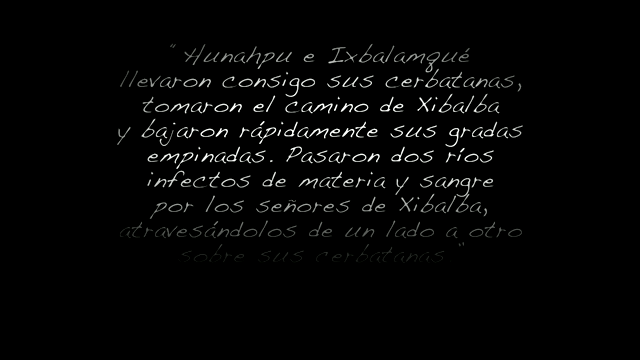 " Hunahpu e Ixbalamqué
llevaron consigo sus cerbatanas,
tomaron el camino de Xibalba
y bajaron rápidamente sus gradas
empinadas. Pasaron dos ríos
infectos de materia y sangre
por los señores de Xibalba,
atravesándolos de un lado a otro
sobre sus cerbatanas "